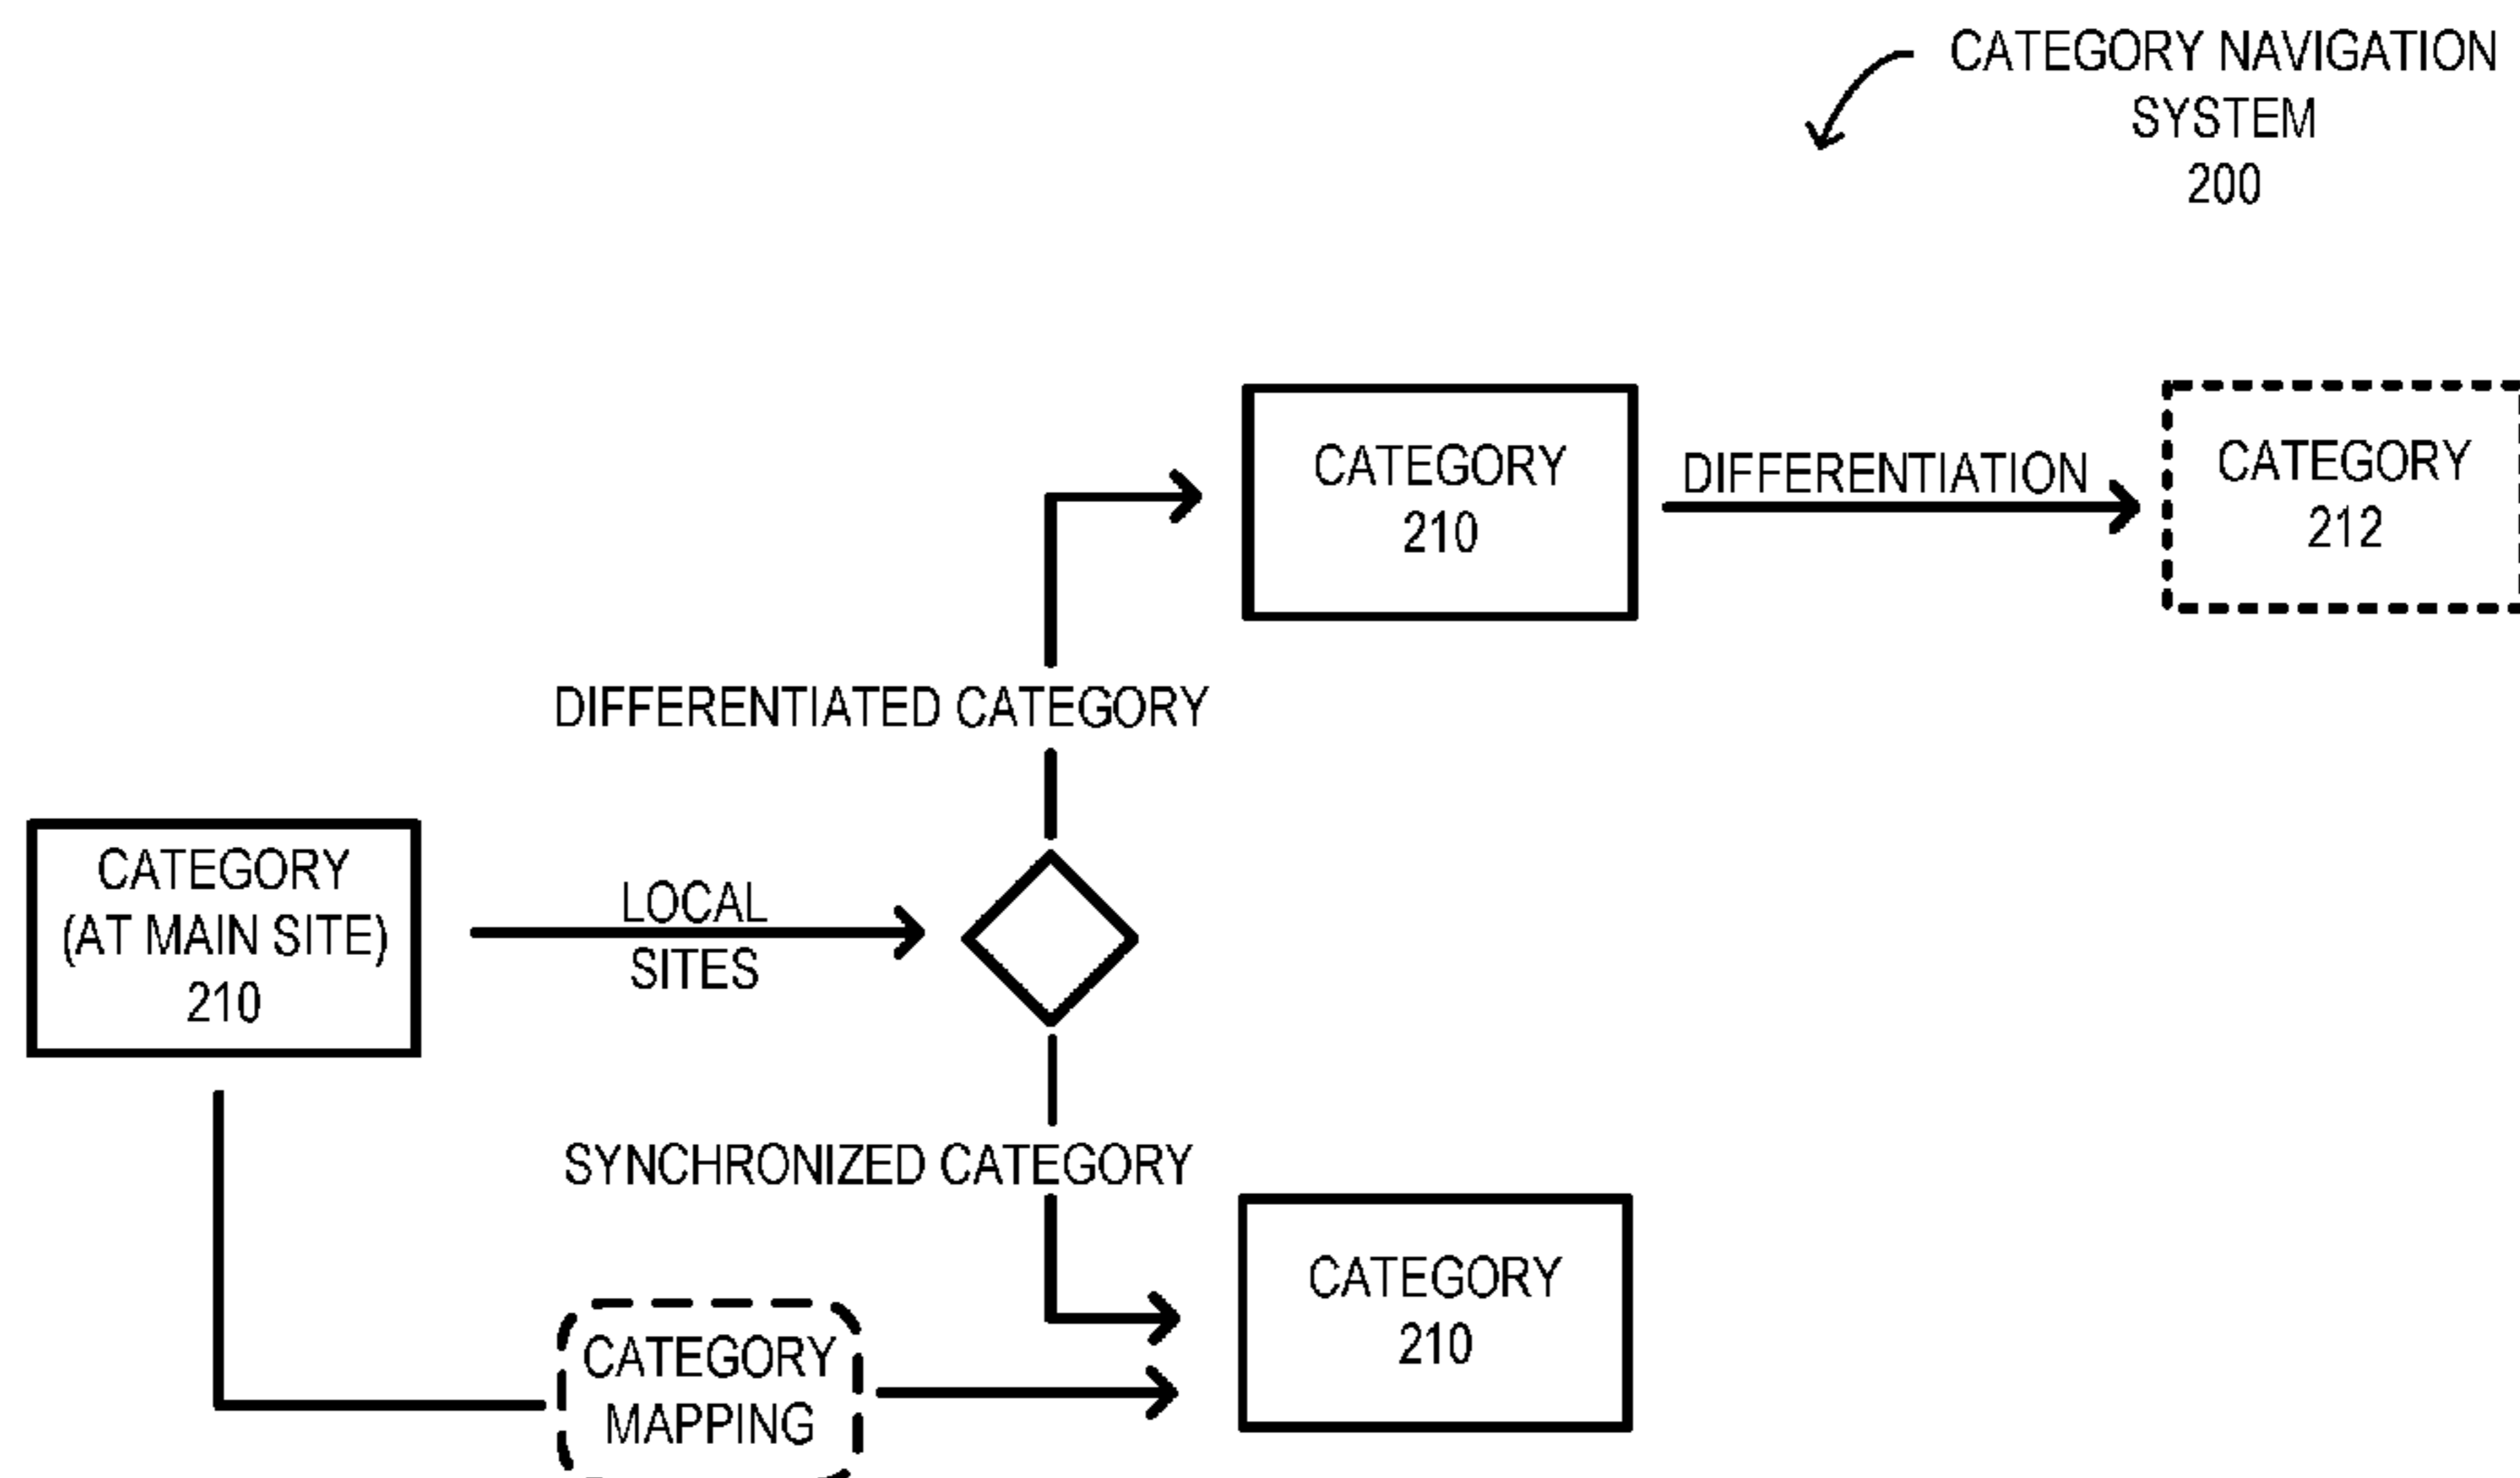 CATEGORY NAVIGATION
SYSTEM
200
CATEGORY
210
DIFFERENTIATION
CATEGORY
212
DIFFERENTIATED CATEGORY
CATEGORY
(AT MAIN SITE)
210
LOCAL
SITES
SYNCHRONIZED CATEGORY
CATEGORY
210
CATEGORY
MAPPING